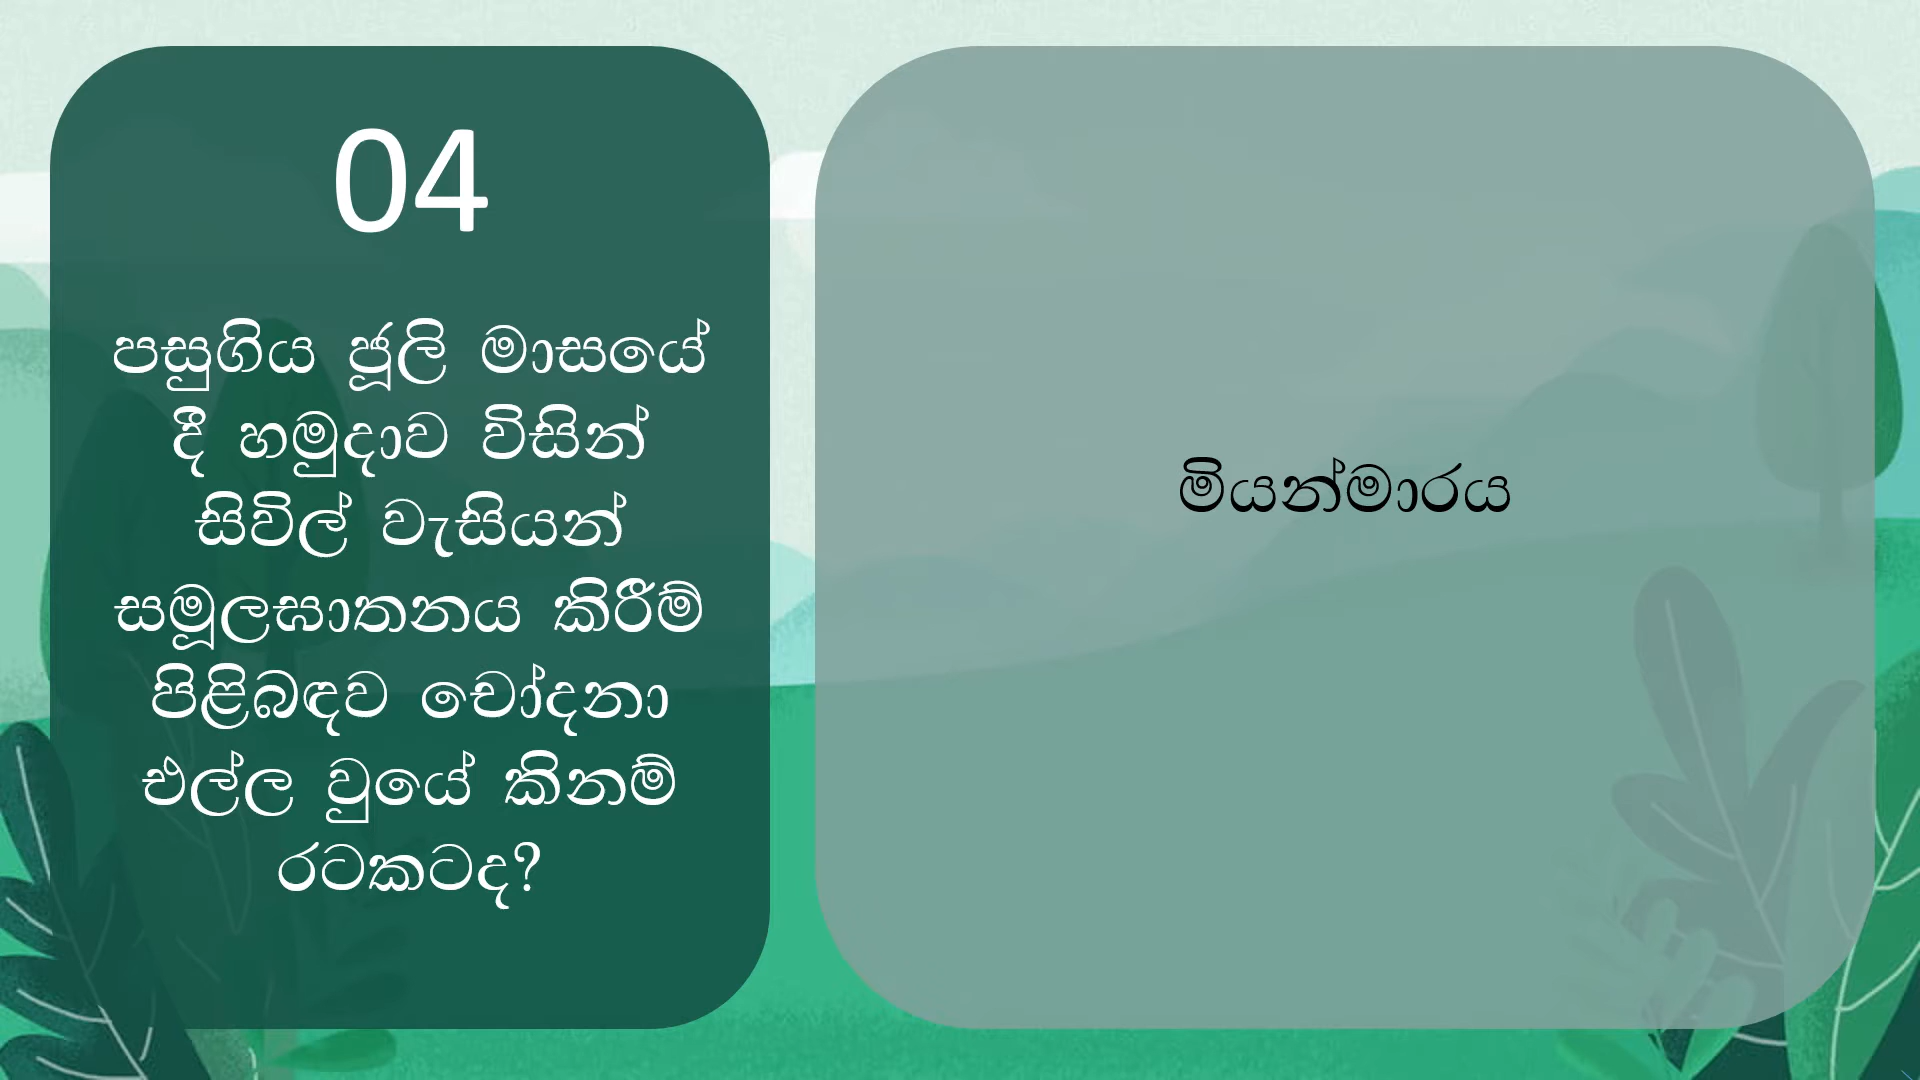 04
පසුගිය ජූලි මාසයේ
දී හමුදාව විසින්
සිවිල් වැසියන්
සමූලඝාතනය කිරීම්
පිළිබඳව චෝදනා
එල්ල වුයේ කිනම්
රටකටද?
මියන්මාරය